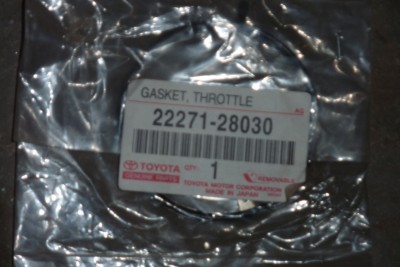 GASKET, THROTTLE
22271-28030
TOYOTA QTY. 1
GENUINE PARTS
TOYOTA MOTOR CORPORATION
MADE IN JAPAN